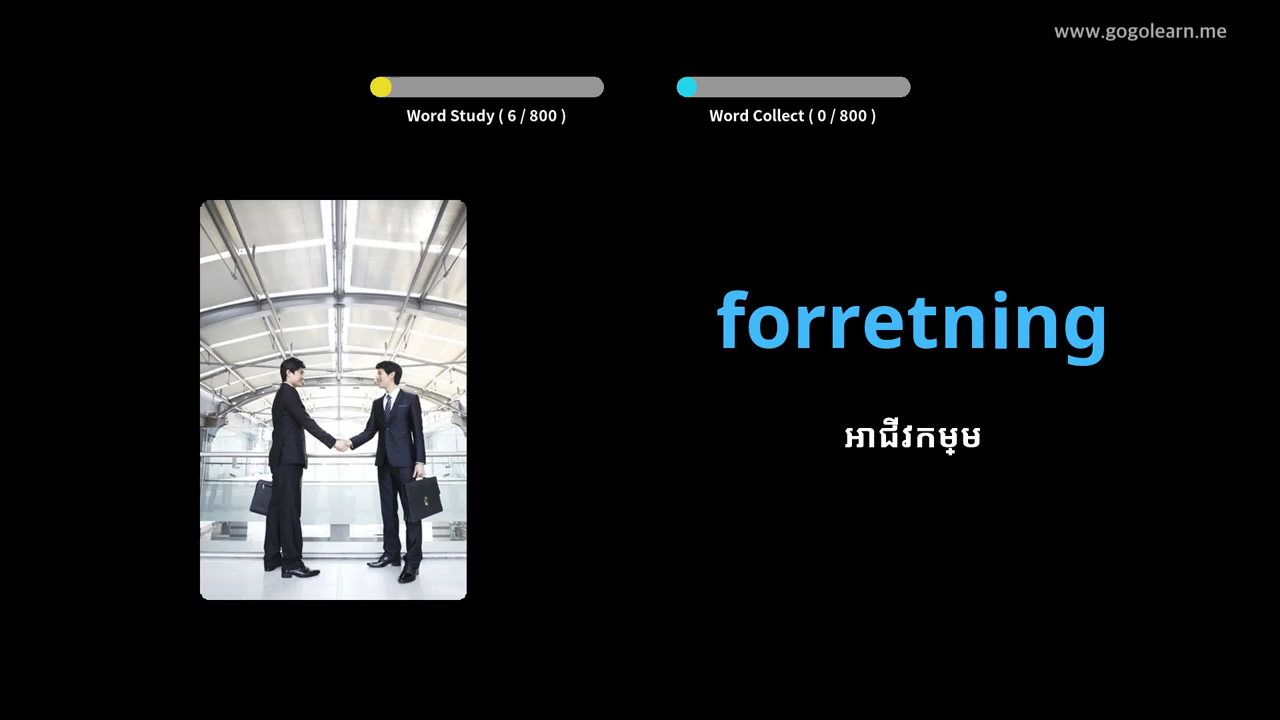 www.gogolearn.me
Word Study ( 6 / 800 )
Word Collect ( 0 / 800 )
forretning
អាជីវកម្ម